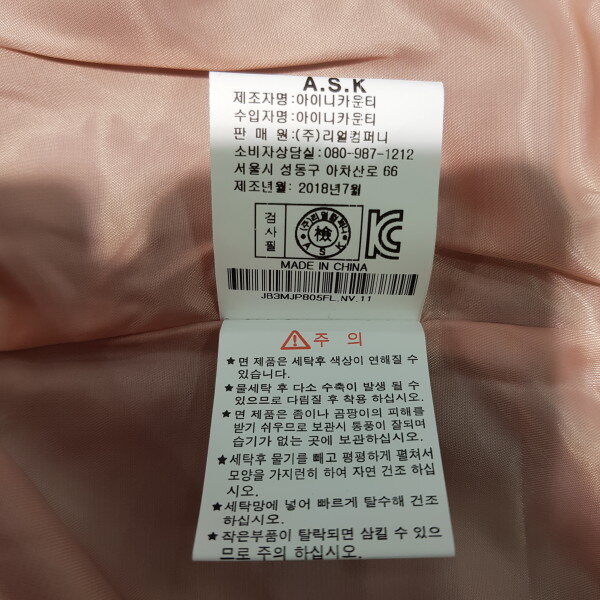 A.S.K
제조자명:아이니카운티
수입자명:아이니카운티
판 매 원:(주)리얼컴퍼니
소비자상담실:080-987-1212
서울시 성동구 아차산로 66
제조년월: 2018년7월
검사필
(주)리얼컴퍼니
檢
A S K
KC
MADE IN CHINA
JB3MJP805FL.NV.11
주 의
★면 제품은 세탁후 색상이 연해질 수
있습니다.
★물세탁 후 다소 수축이 발생 될 수
있으므로 다림질 후 착용 하십시오.
★면 제품은 좀이나 곰팡이의 피해를
받기 쉬우므로 보관시 통풍이 잘되며
습기가 없는 곳에 보관하십시오.
★세탁후 물기를 빼고 평평하게 펼쳐서
모양을 가지런히 하여 자연 건조 하십
시오.
★세탁망에 넣어 빠르게 탈수해 건조
하십시오.
★작은부품이 탈락되면 삼킬 수 있으
므로 주의 하십시오.